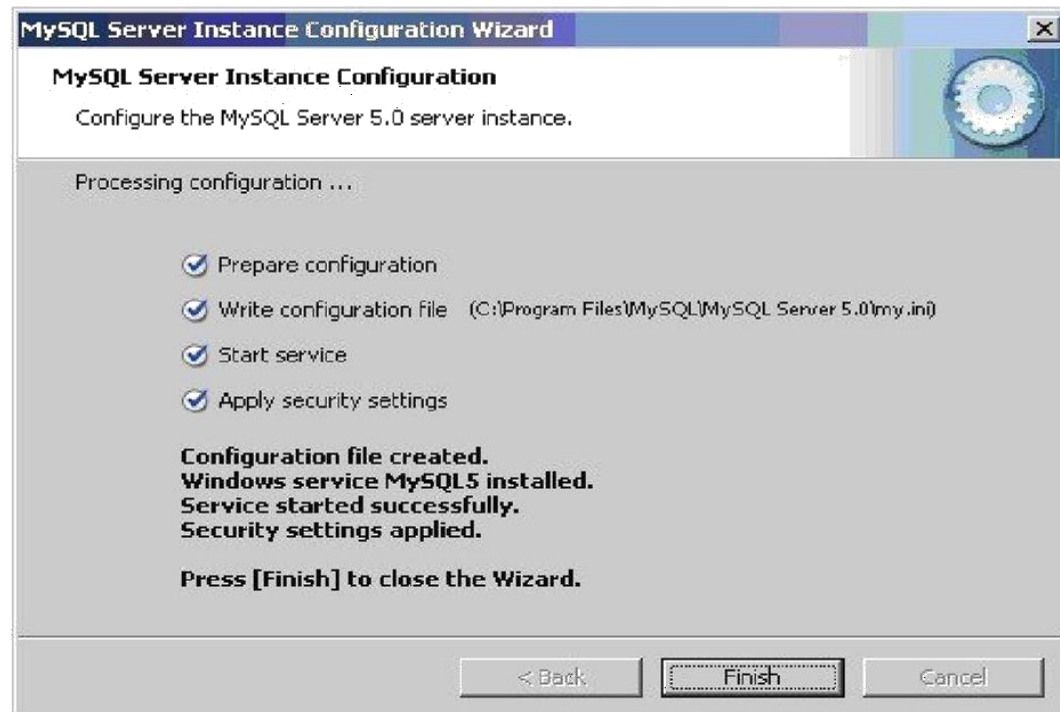 MySQL Server Instance Configuration Wizard
MySQL Server Instance Configuration
Configure the MySQL Server 5.0 server instance.
Processing configuration ...
Prepare configuration
Write configuration file (C:\Program Files\MySQL\MySQL Server 5.0\my.ini)
Start service
Apply security settings
Configuration file created.
Windows service MySQL5 installed.
Service started successfully.
Security settings applied.
Press [Finish] to close the Wizard.
< Back Finish Cancel